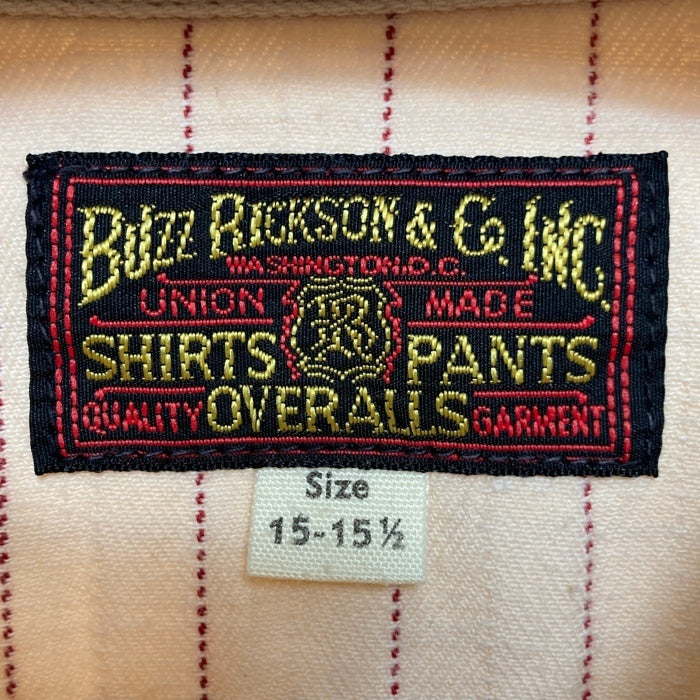 BUZZ RICKSON & CO. INC.
WASHINGTON.D.C.
UNION MADE
R
SHIRTS PANTS
QUALITY OVERALLS GARMENT
Size
15-15½